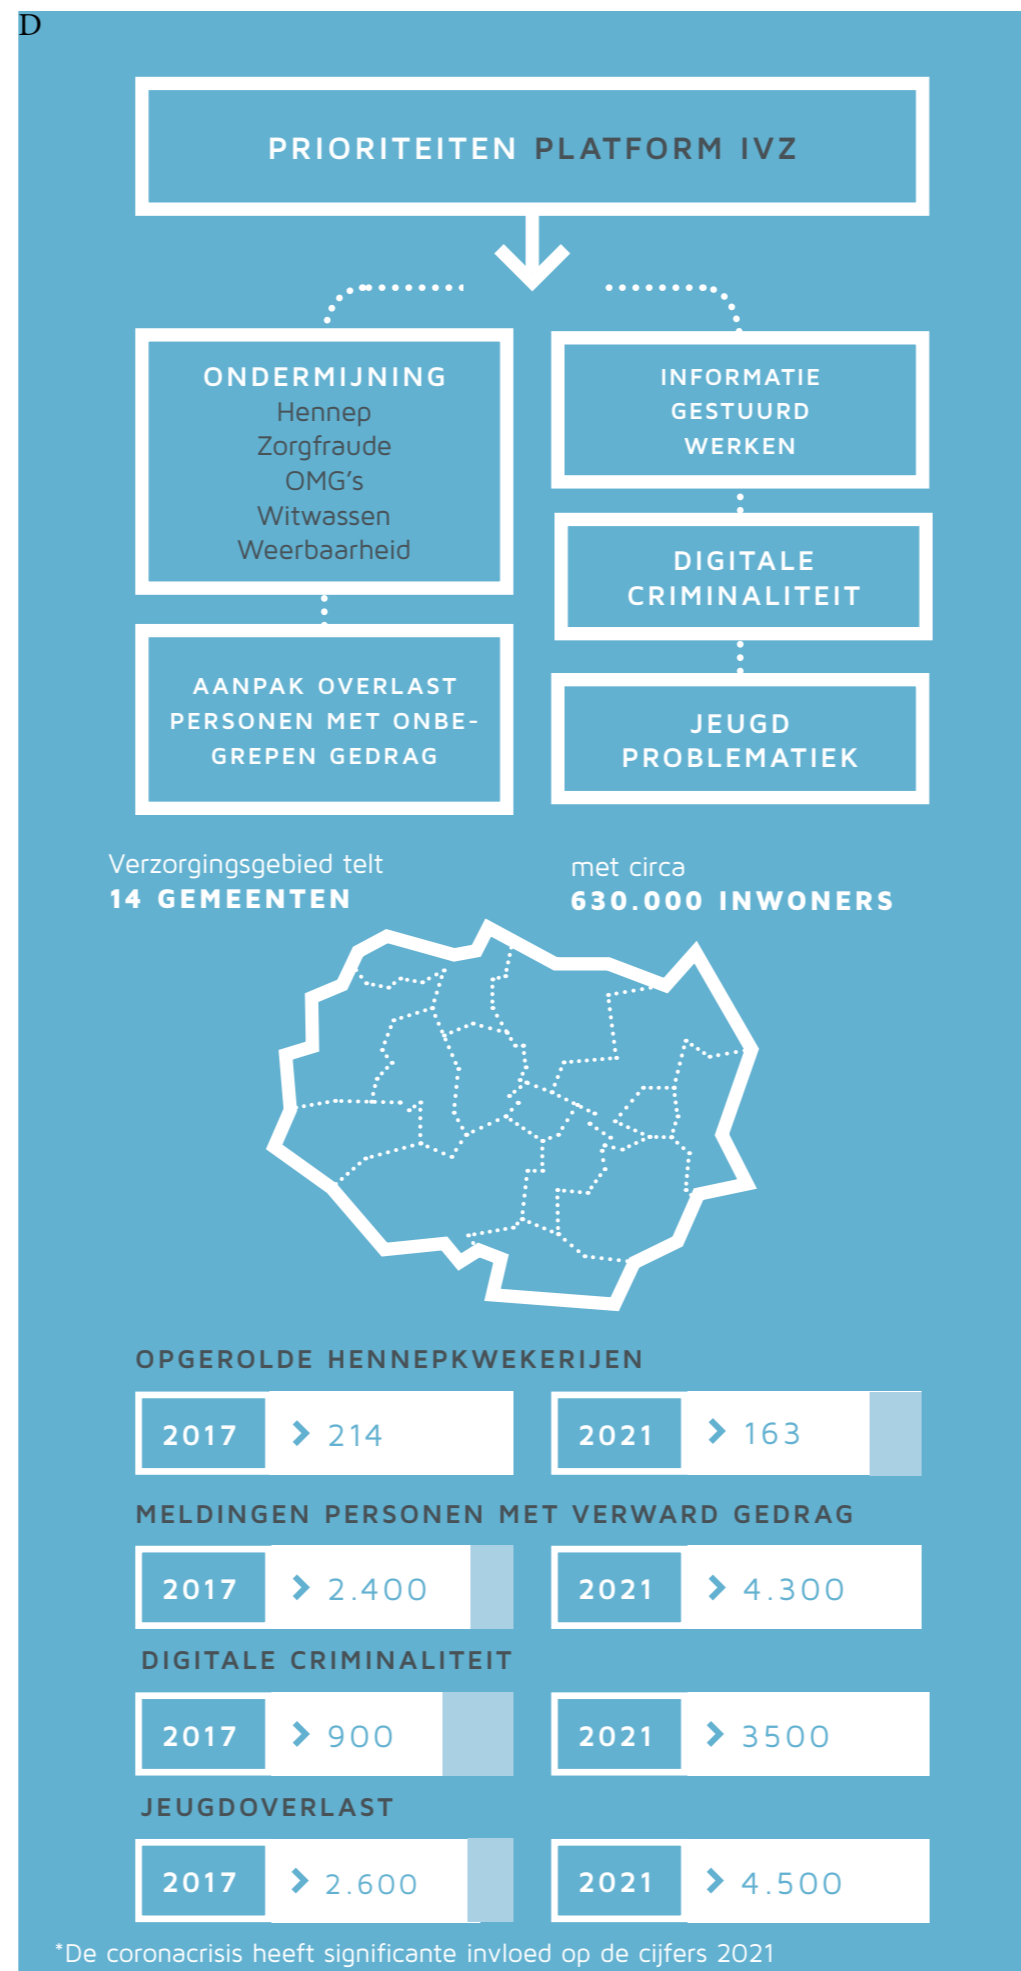 D
PRIORITEITEN PLATFORM IVZ
ONDERMIJNING
Hennep
Zorgfraude
OMG's
Witwassen
Weerbaarheid
INFORMATIE
GESTUURD
WERKEN
DIGITALE
CRIMINALITEIT
AANPAK OVERLAST
PERSONEN MET ONBE-
GREPEN GEDRAG
JEUGD
PROBLEMATIEK
Verzorgingsgebied telt
14 GEMEENTEN
met circa
630.000 INWONERS
OPGEROLDE HENNEPKWEKERIJEN
2017 > 214 2021 > 163
MELDINGEN PERSONEN MET VERWARD GEDRAG
2017 > 2.400 2021 > 4.300
DIGITALE CRIMINALITEIT
2017 > 900 2021 > 3500
JEUGDOVERLAST
2017 > 2.600 2021 > 4.500
*De coronacrisis heeft significante invloed op de cijfers 2021